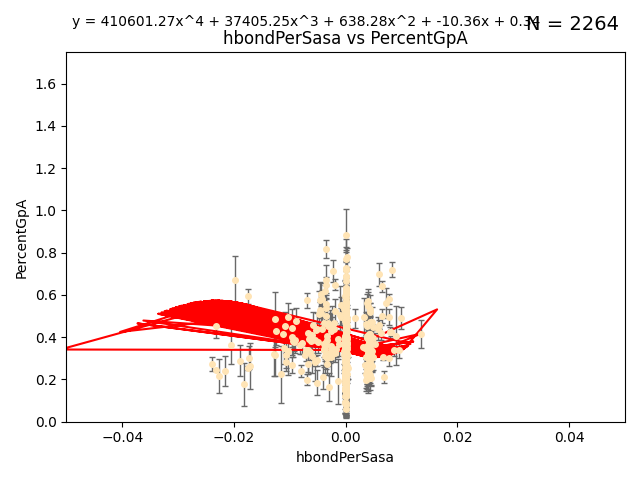 y = 410601.27x^4 + 37405.25x^3 + 638.28x^2 + -10.36x + 0.34
N = 2264
hbondPerSasa vs PercentGpA
1.6
1.4
1.2
1.0
0.8
0.6
0.4
0.2
0.0
PercentGpA
−0.04 −0.02 0.00 0.02 0.04
hbondPerSasa